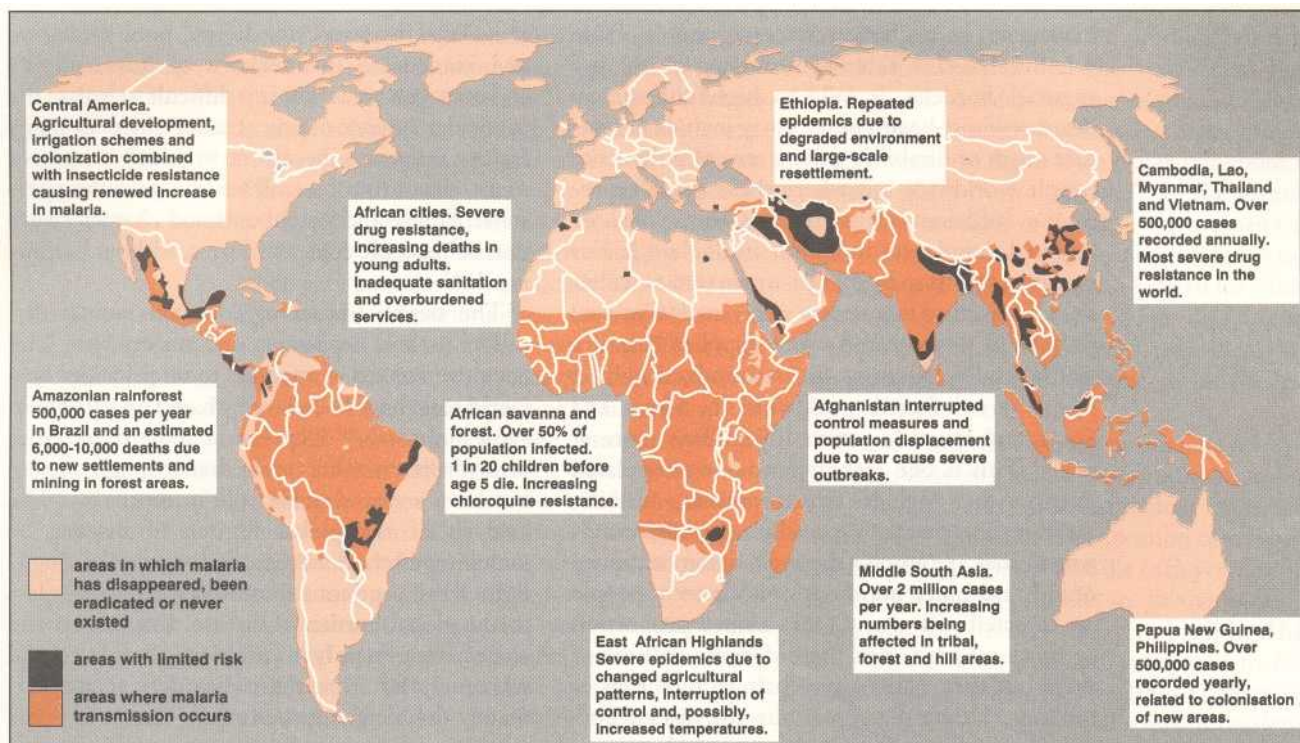 Central America.
Agricultural development,
irrigation schemes and
colonization combined
with insecticide resistance
causing renewed increase
in malaria.
African cities. Severe
drug resistance,
increasing deaths in
young adults.
Inadequate sanitation
and overburdened
services.
Ethiopia. Repeated
epidemics due to
degraded environment
and large-scale
resettlement.
Cambodia, Lao,
Myanmar, Thailand
and Vietnam. Over
500,000 cases
recorded annually.
Most severe drug
resistance in the
world.
Amazonian rainforest
500,000 cases per year
in Brazil and an estimated
6,000-10,000 deaths due
to new settlements and
mining in forest areas.
African savanna and
forest. Over 50% of
population infected.
1 in 20 children before
age 5 die. Increasing
chloroquine resistance.
Afghanistan interrupted
control measures and
population displacement
due to war cause severe
outbreaks.
areas in which malaria
has disappeared, been
eradicated or never
existed
areas with limited risk
areas where malaria
transmission occurs
East African Highlands
Severe epidemics due to
changed agricultural
patterns, interruption of
control and, possibly,
increased temperatures.
Middle South Asia.
Over 2 million cases
per year. Increasing
numbers being
affected in tribal,
forest and hill areas.
Papua New Guinea,
Philippines. Over
500,000 cases
recorded yearly,
related to colonisation
of new areas.